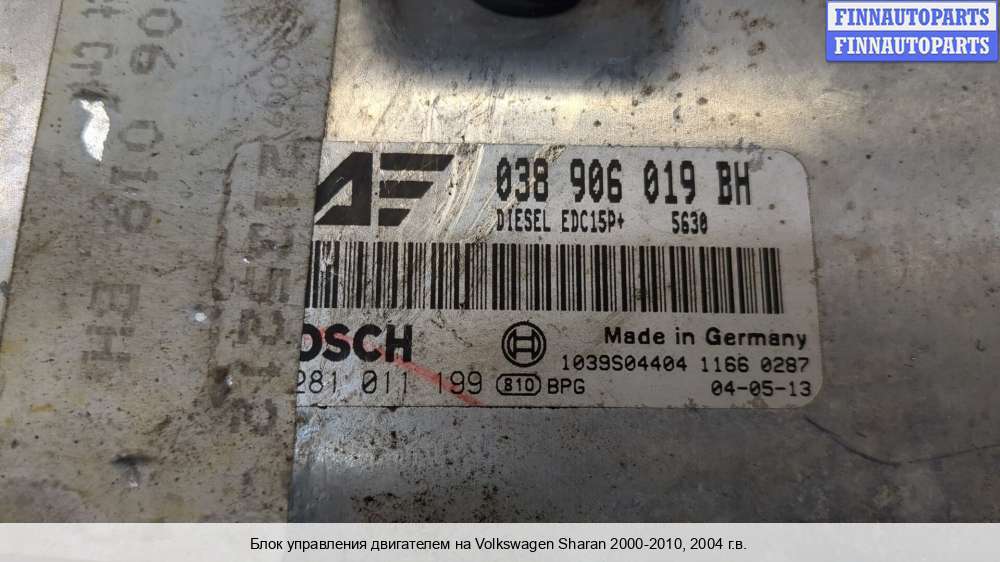 FINNAUTOPARTS
FINNAUTOPARTS
038 906 019 BH
DIESEL EDC15P+ 5630
OSCH
Made in Germany
1039S04404 1166 0287
281 011 199 810 BPG
04-05-13
Блок управления двигателем на Volkswagen Sharan 2000-2010, 2004 г.в.